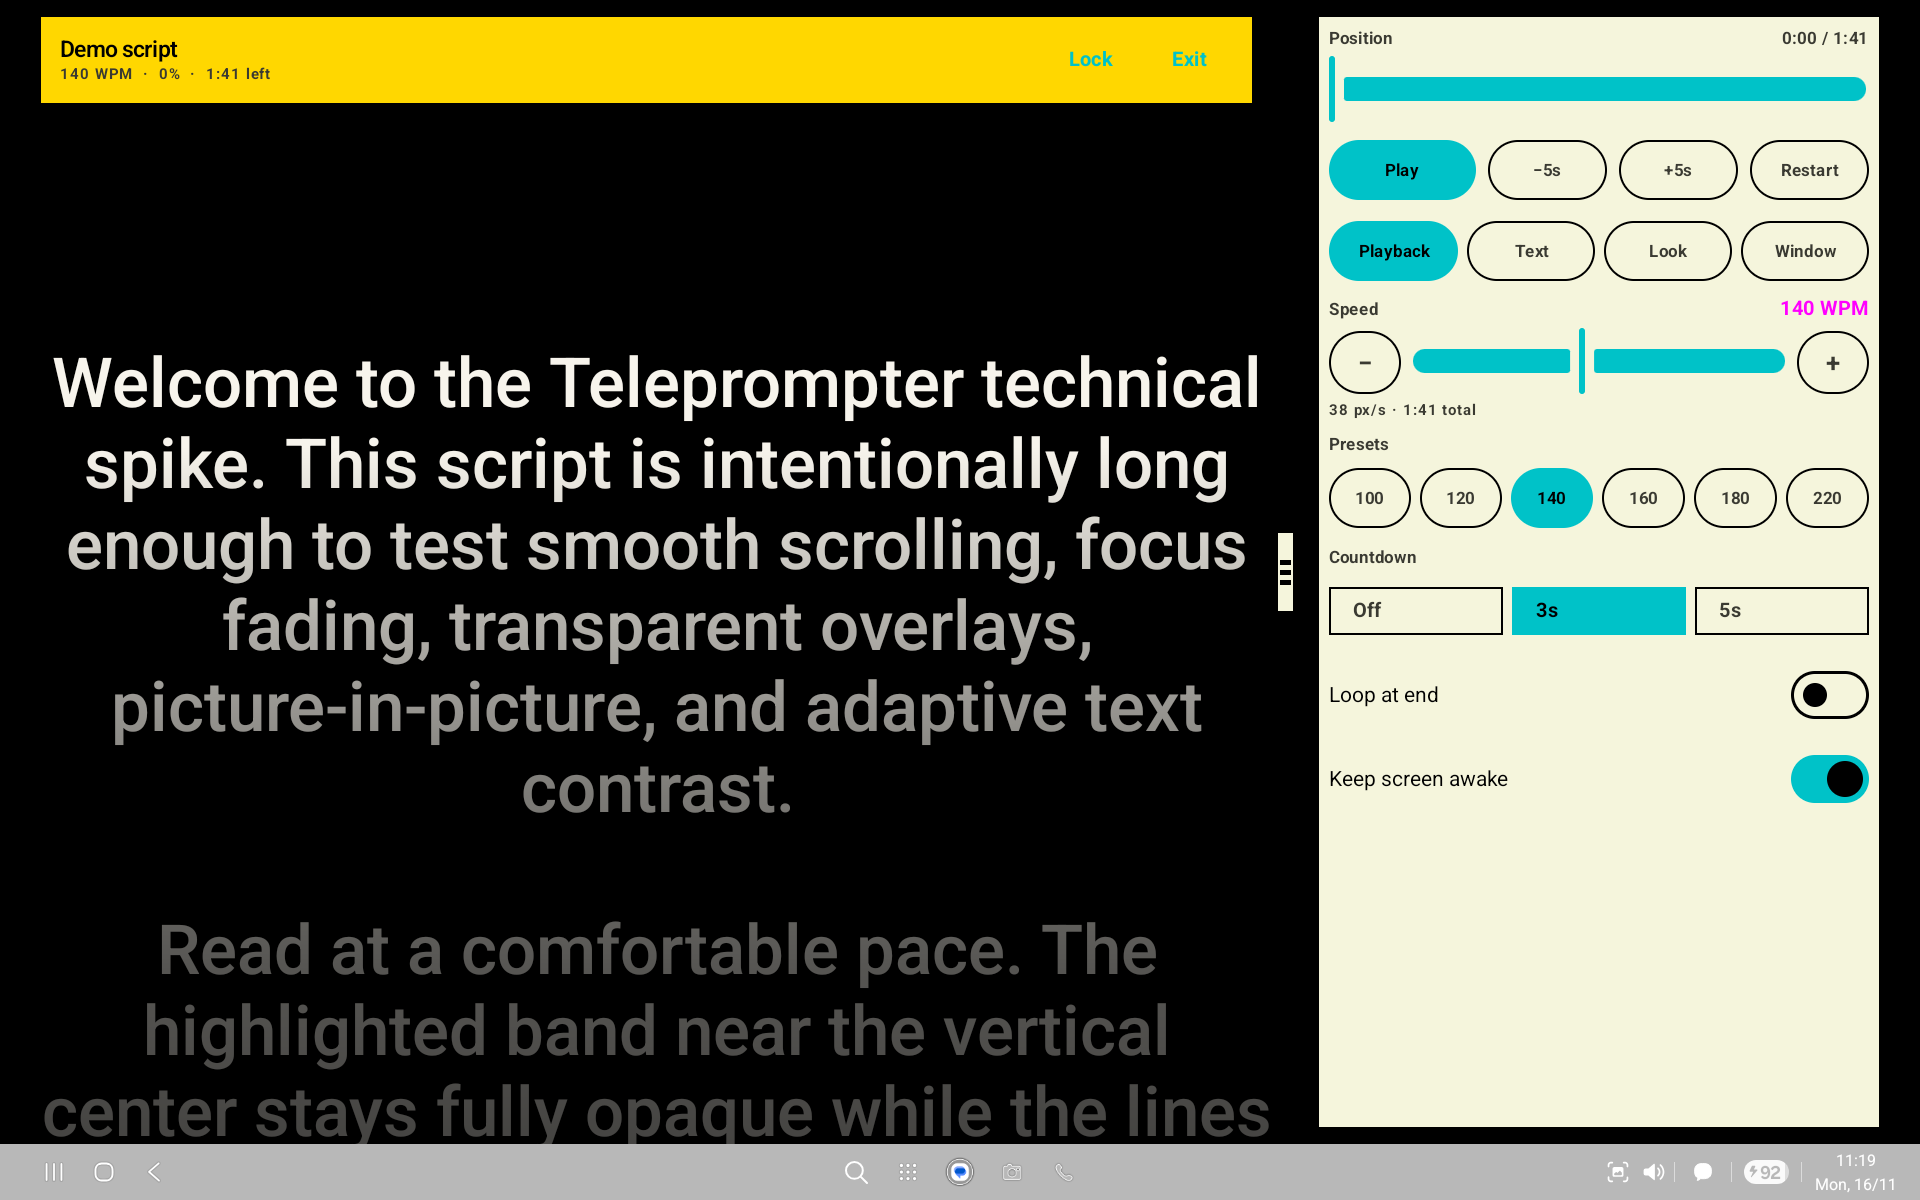 Demo script
140 WPM · 0% · 1:41 left
Lock
Exit
Welcome to the Teleprompter technical
spike. This script is intentionally long
enough to test smooth scrolling, focus
fading, transparent overlays,
picture-in-picture, and adaptive text
contrast.
Read at a comfortable pace. The
highlighted band near the vertical
center stays fully opaque while the lines
Position
0:00 / 1:41
Play
−5s
+5s
Restart
Playback
Text
Look
Window
Speed
140 WPM
−
+
38 px/s · 1:41 total
Presets
100
120
140
160
180
220
Countdown
Off
3s
5s
Loop at end
Keep screen awake
92
11:19
Mon, 16/11